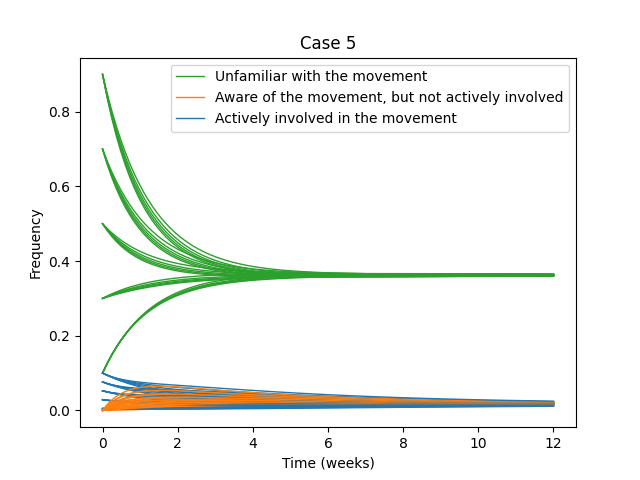 Case 5
Unfamiliar with the movement
Aware of the movement, but not actively involved
Actively involved in the movement
Frequency
0.8
0.6
0.4
0.2
0.0
0 2 4 6 8 10 12
Time (weeks)